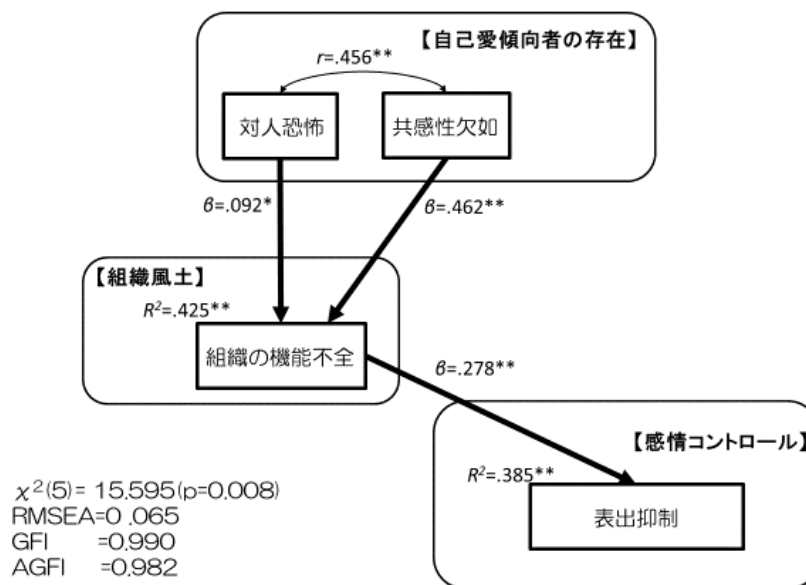 【自己愛傾向者の存在】
r=.456**
対人恐怖
共感性欠如
β=.092*
β=.462**
【組織風土】
R²=.425**
組織の機能不全
β=.278**
【感情コントロール】
R²=.385**
表出抑制
χ²(5)= 15.595(p=0.008)
RMSEA=0 .065
GFI =0.990
AGFI =0.982